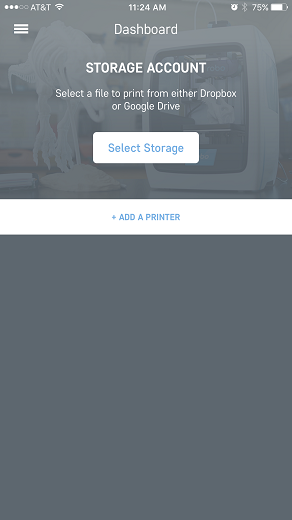 AT&T 11:24 AM 75%
Dashboard
STORAGE ACCOUNT
Select a file to print from either Dropbox
or Google Drive
Select Storage
+ ADD A PRINTER